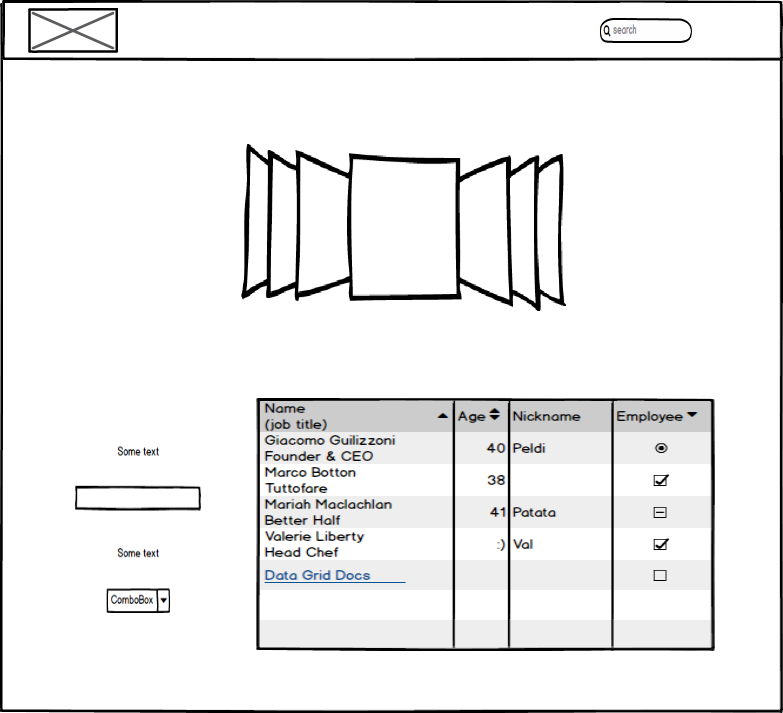 search
Name
(job title)
Age
Nickname
Employee
Giacomo Guilizzoni
Founder & CEO
40
Peldi
Marco Botton
Tuttofare
38
Mariah Maclachlan
Better Half
41
Patata
Valerie Liberty
Head Chef
:)
Val
Data Grid Docs
Some text
Some text
ComboBox